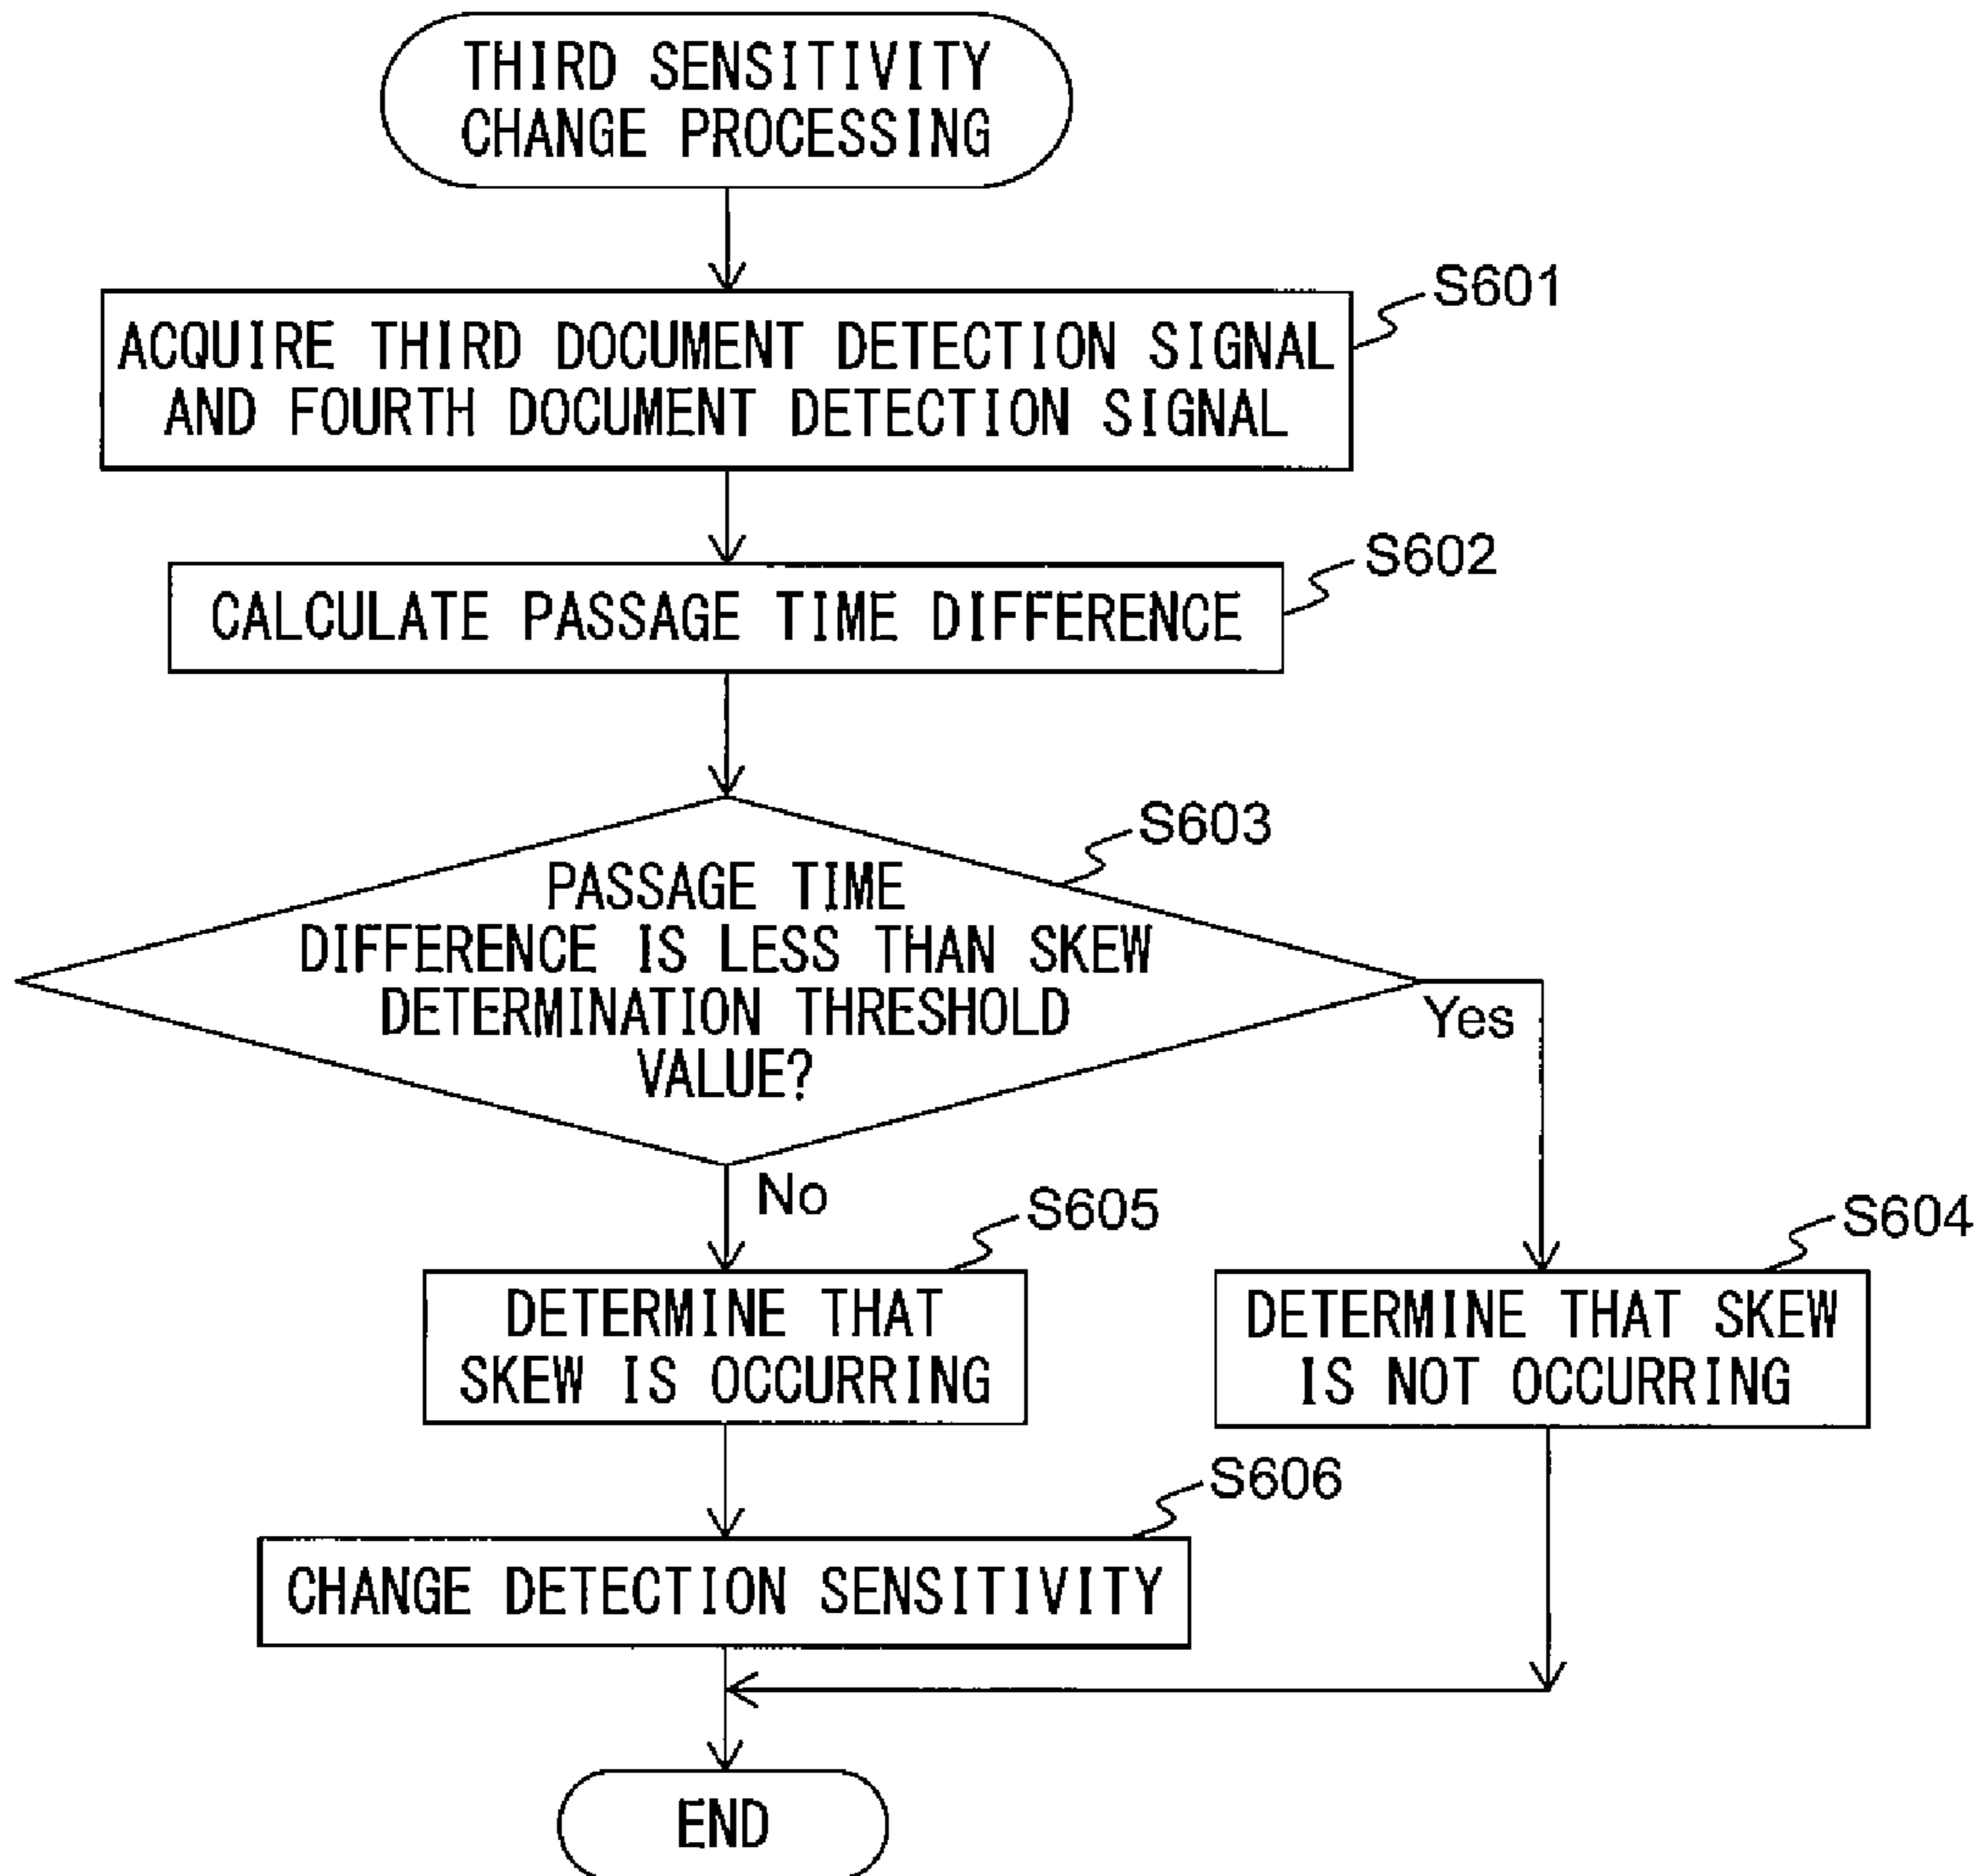 THIRD SENSITIVITY
CHANGE PROCESSING
S601
ACQUIRE THIRD DOCUMENT DETECTION SIGNAL
AND FOURTH DOCUMENT DETECTION SIGNAL
S602
CALCULATE PASSAGE TIME DIFFERENCE
S603
PASSAGE TIME
DIFFERENCE IS LESS THAN SKEW
DETERMINATION THRESHOLD
VALUE?
Yes
No
S605
S604
DETERMINE THAT
SKEW IS OCCURRING
DETERMINE THAT SKEW
IS NOT OCCURRING
S606
CHANGE DETECTION SENSITIVITY
END